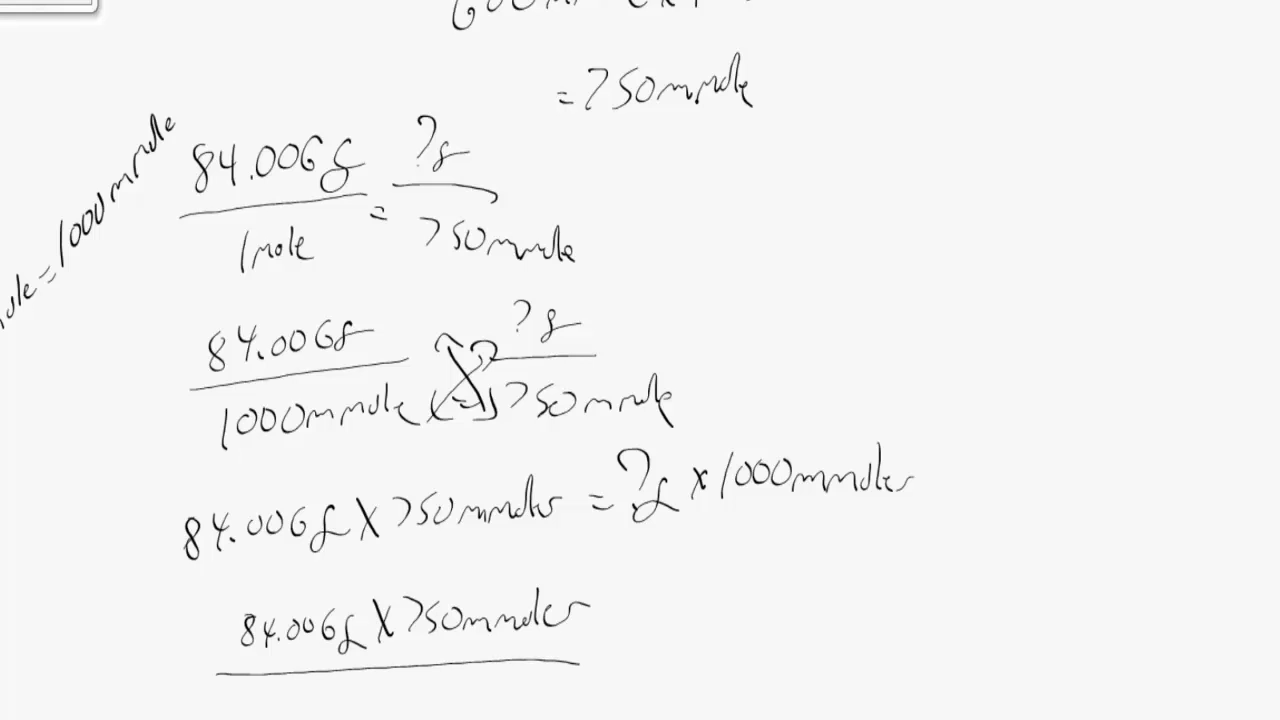 = 750mmole
1 mole = 1000mmole
84.006g / 1mole = ?g / 750mmole
84.006g / 1000mmole = ?g / 750mmole
84.006g x 750mmoles = ?g x 1000mmoles
84.006g x 750mmoles